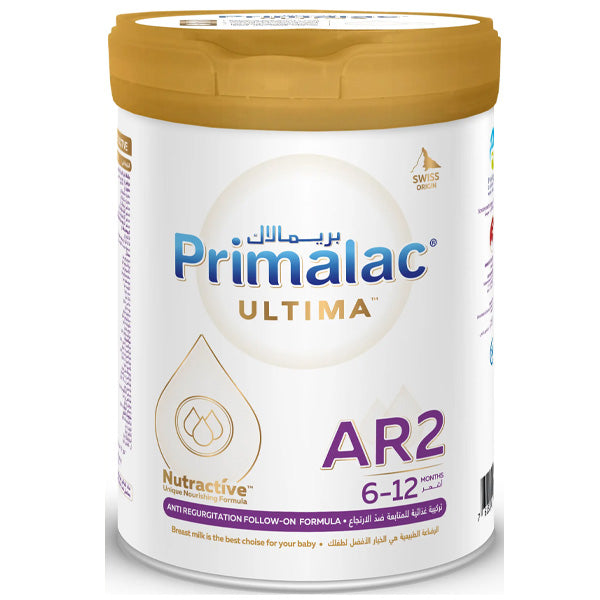 SWISS
ORIGIN
بريمالاك
Primalac®
ULTIMA™
AR2
6-12 MONTHS
أشهر
Nutractive™
Unique Nourishing Formula
ANTI REGURGITATION FOLLOW-ON FORMULA • تركيبة غذائية للمتابعة ضدّ الارتجاع
Breast milk is the best choise for your baby / الرضاعة الطبيعية هي الخيار الأفضل لطفلك